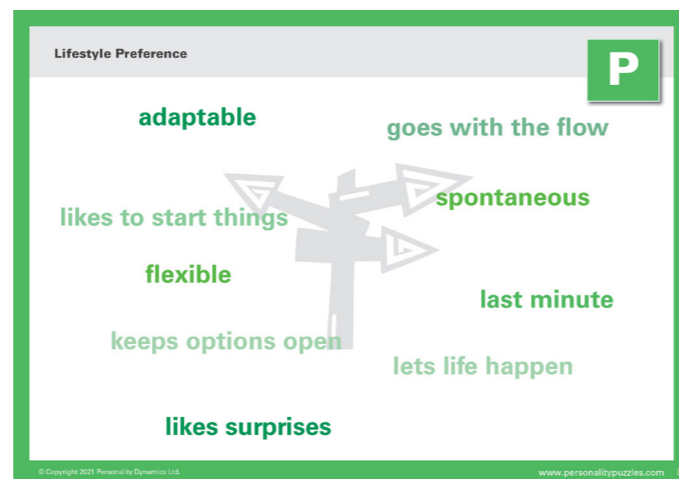 Lifestyle Preference
P
adaptable
goes with the flow
spontaneous
likes to start things
flexible
last minute
keeps options open
lets life happen
likes surprises
© Copyright 2021 Personality Dynamics Ltd.
www.personalitypuzzles.com